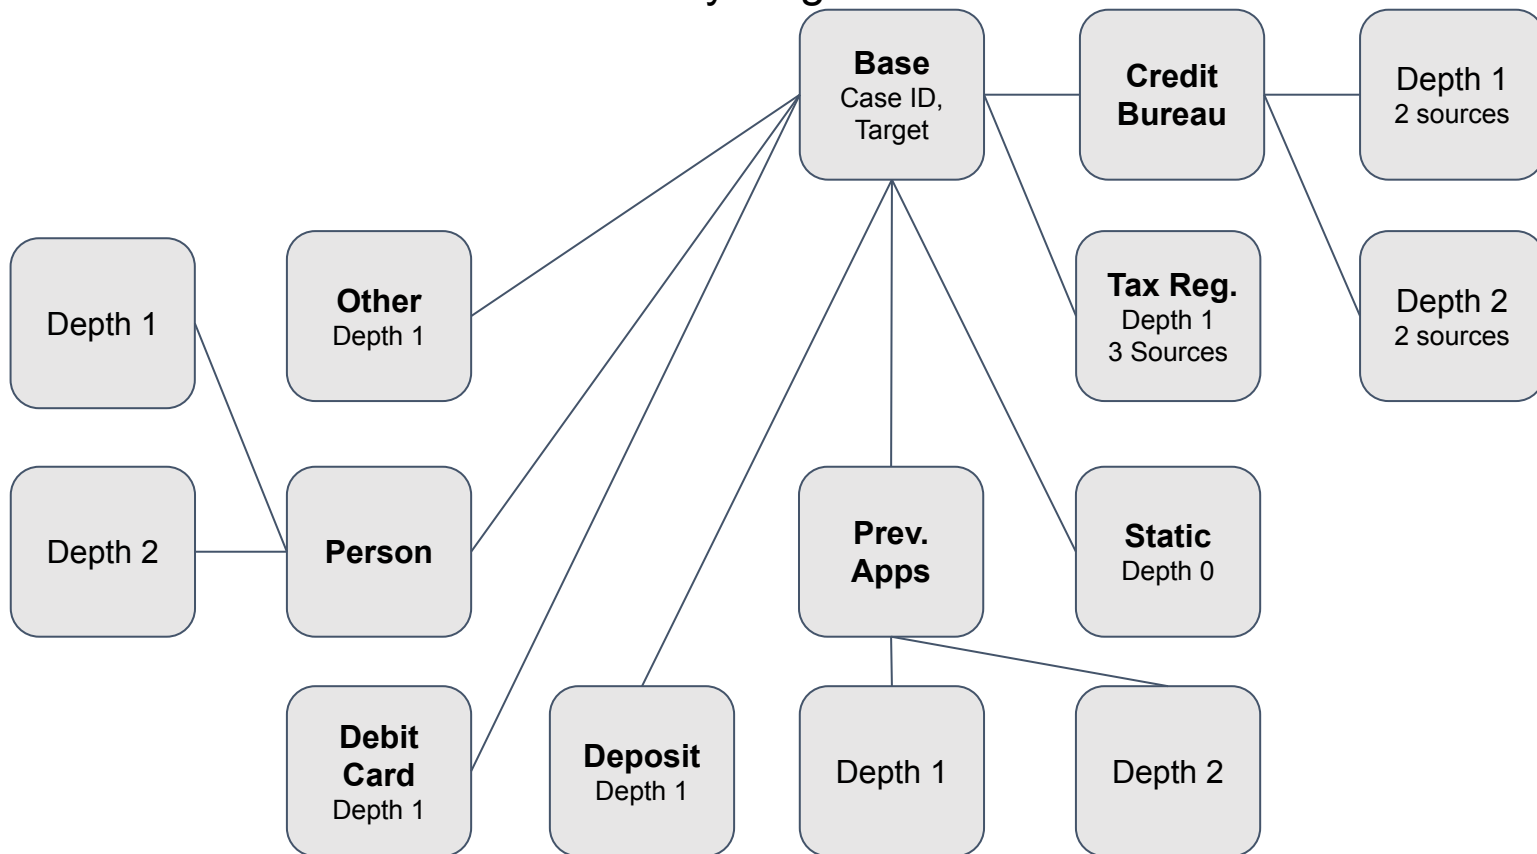 Base
Case ID,
Target
Credit
Bureau
Depth 1
2 sources
Depth 1
Other
Depth 1
Tax Reg.
Depth 1
3 Sources
Depth 2
2 sources
Depth 2
Person
Prev.
Apps
Static
Depth 0
Debit
Card
Depth 1
Deposit
Depth 1
Depth 1
Depth 2